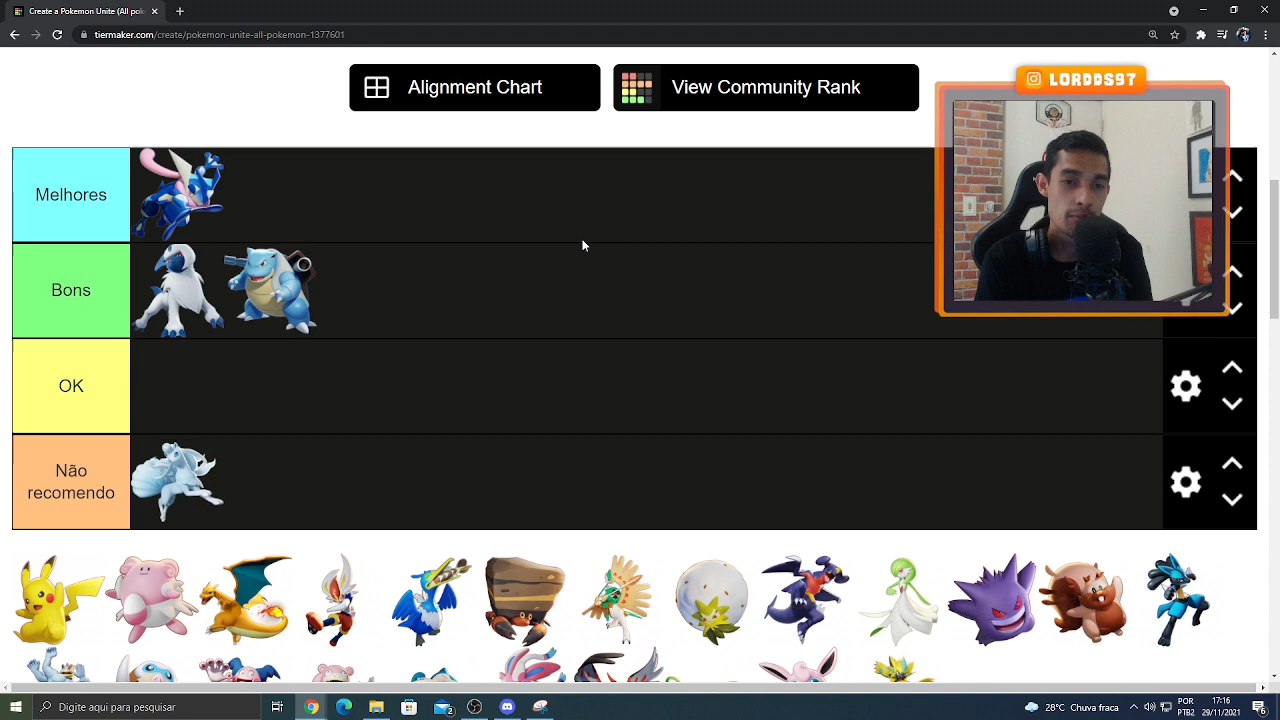 Create a Pokemon Unite (All pok
tiermaker.com/create/pokemon-unite-all-pokemon-1377601
Alignment Chart
View Community Rank
LORDDS97
Melhores
Bons
OK
Não
recomendo
Digite aqui para pesquisar
28°C Chuva fraca
POR
PTB2
17:16
29/11/2021